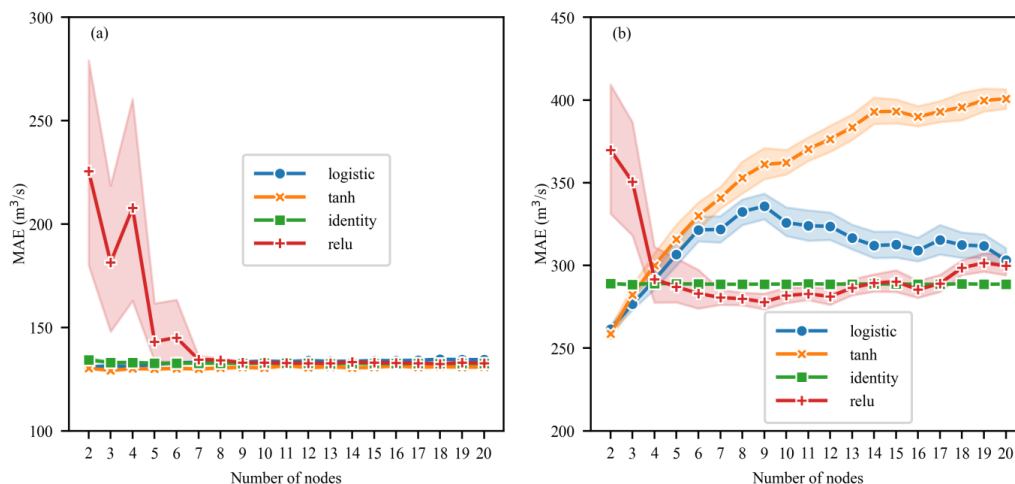 (a)
MAE (m³/s)
300
250
200
150
100
logistic
tanh
identity
relu
2 3 4 5 6 7 8 9 10 11 12 13 14 15 16 17 18 19 20
Number of nodes
(b)
MAE (m³/s)
450
400
350
300
250
200
logistic
tanh
identity
relu
2 3 4 5 6 7 8 9 10 11 12 13 14 15 16 17 18 19 20
Number of nodes